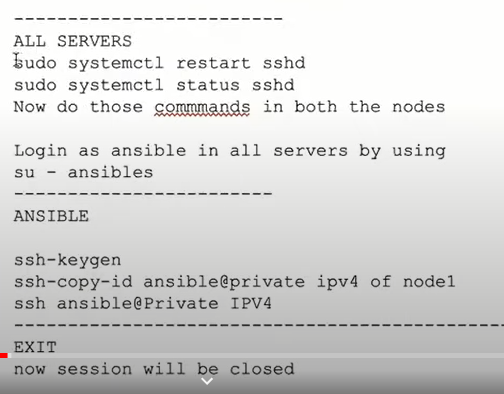 -------------------------
ALL SERVERS
sudo systemctl restart sshd
sudo systemctl status sshd
Now do those commmands in both the nodes
Login as ansible in all servers by using
su - ansibles
------------------------
ANSIBLE
ssh-keygen
ssh-copy-id ansible@private ipv4 of node1
ssh ansible@Private IPV4
----------------------------------------------
EXIT
now session will be closed